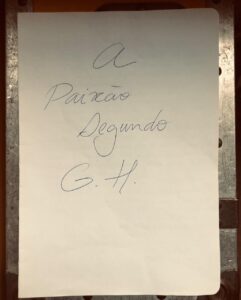 A
Paixão
Segundo
G. H.